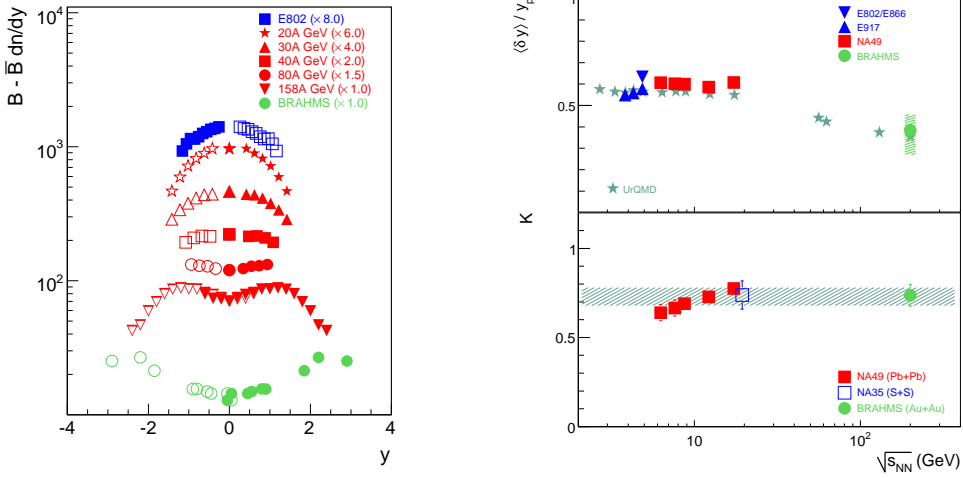 B - B̅ dn/dy
10⁴
10³
10²
10
-4
-2
0
2
4
y
E802 (× 8.0)
20A GeV (× 6.0)
30A GeV (× 4.0)
40A GeV (× 2.0)
80A GeV (× 1.5)
158A GeV (× 1.0)
BRAHMS (× 1.0)
⟨δ y⟩ / y
0.5
E802/E866
E917
NA49
BRAHMS
UrQMD
K
1
0.5
0
NA49 (Pb+Pb)
NA35 (S+S)
BRAHMS (Au+Au)
10
10²
√s_NN (GeV)